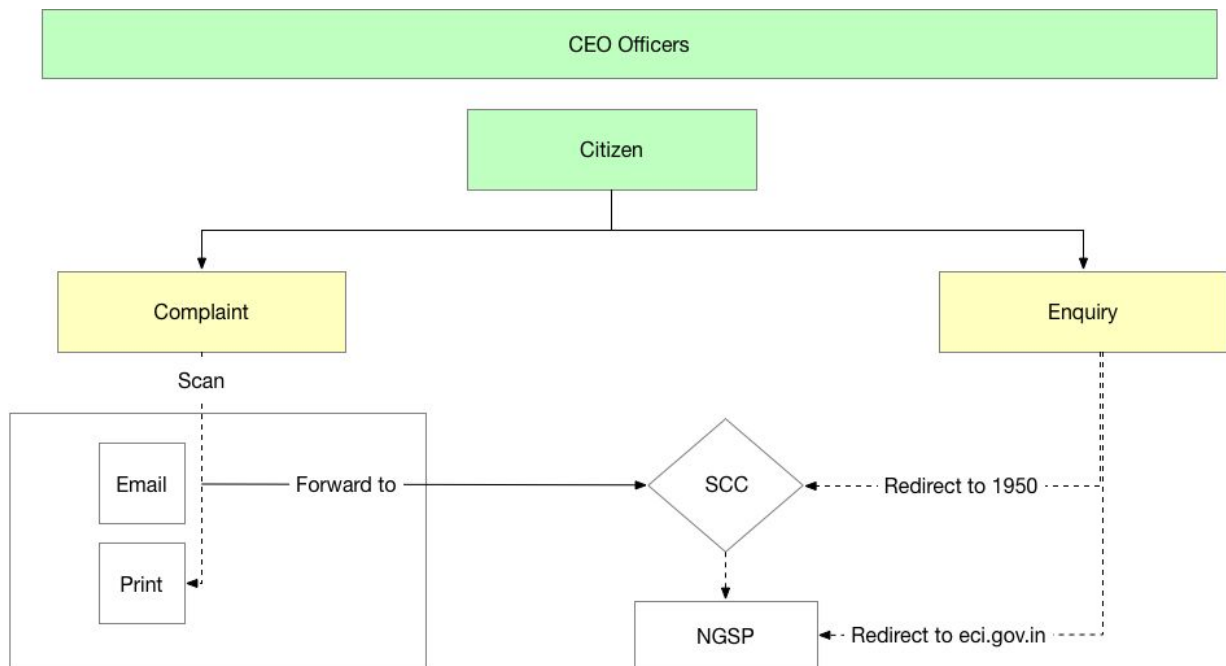 CEO Officers
Citizen
Complaint
Enquiry
Scan
Email
Forward to
SCC
Redirect to 1950
Print
NGSP
Redirect to eci.gov.in